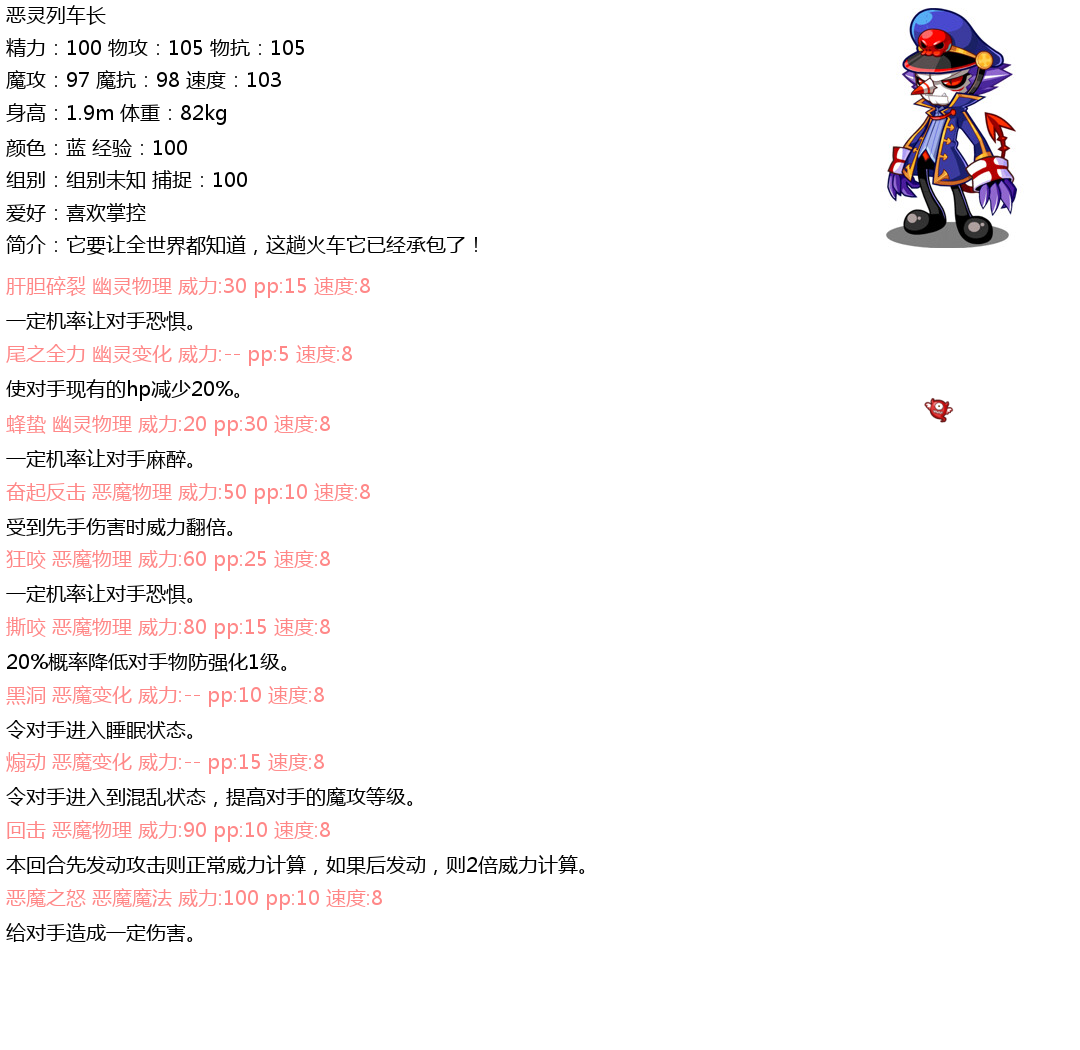 恶灵列车长
精力：100 物攻：105 物抗：105
魔攻：97 魔抗：98 速度：103
身高：1.9m 体重：82kg
颜色：蓝 经验：100
组别：组别未知 捕捉：100
爱好：喜欢掌控
简介：它要让全世界都知道，这趟火车它已经承包了！
肝胆碎裂 幽灵物理 威力:30 pp:15 速度:8
一定机率让对手恐惧。
尾之全力 幽灵变化 威力:-- pp:5 速度:8
使对手现有的hp减少20%。
蜂蛰 幽灵物理 威力:20 pp:30 速度:8
一定机率让对手麻醉。
奋起反击 恶魔物理 威力:50 pp:10 速度:8
受到先手伤害时威力翻倍。
狂咬 恶魔物理 威力:60 pp:25 速度:8
一定机率让对手恐惧。
撕咬 恶魔物理 威力:80 pp:15 速度:8
20%概率降低对手物防强化1级。
黑洞 恶魔变化 威力:-- pp:10 速度:8
令对手进入睡眠状态。
煽动 恶魔变化 威力:-- pp:15 速度:8
令对手进入到混乱状态，提高对手的魔攻等级。
回击 恶魔物理 威力:90 pp:10 速度:8
本回合先发动攻击则正常威力计算，如果后发动，则2倍威力计算。
恶魔之怒 恶魔魔法 威力:100 pp:10 速度:8
给对手造成一定伤害。